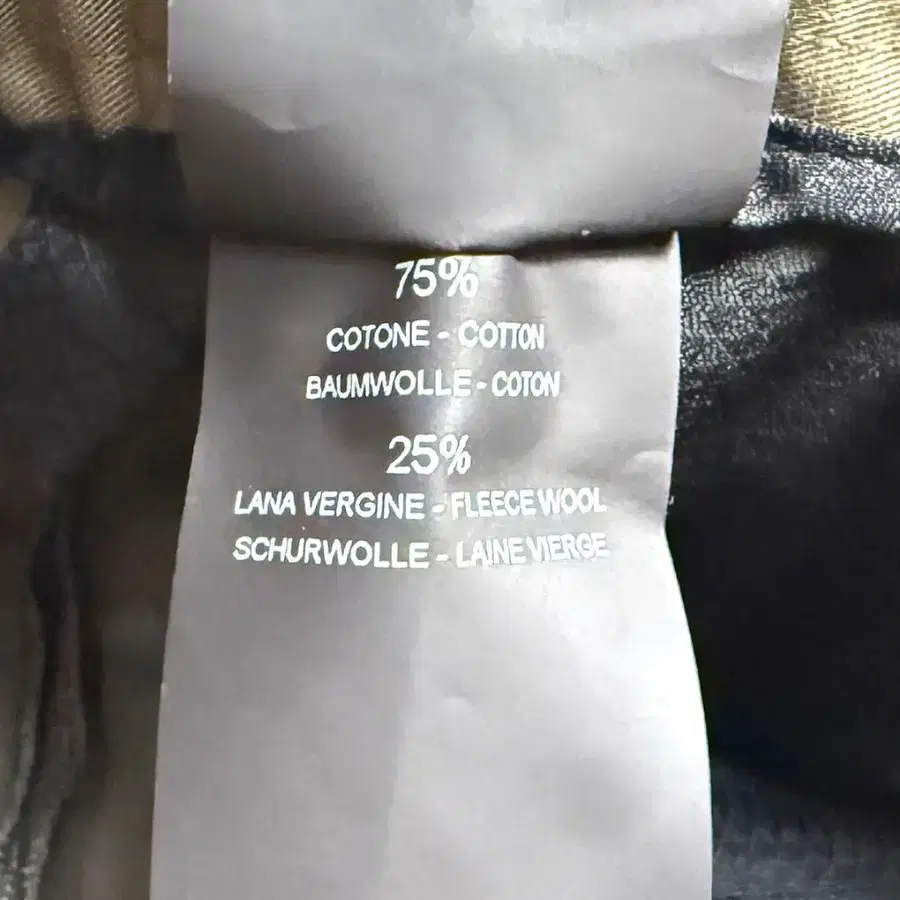 75%
COTONE - COTTON
BAUMWOLLE - COTON
25%
LANA VERGINE - FLEECE WOOL
SCHURWOLLE - LAINE VIERGE